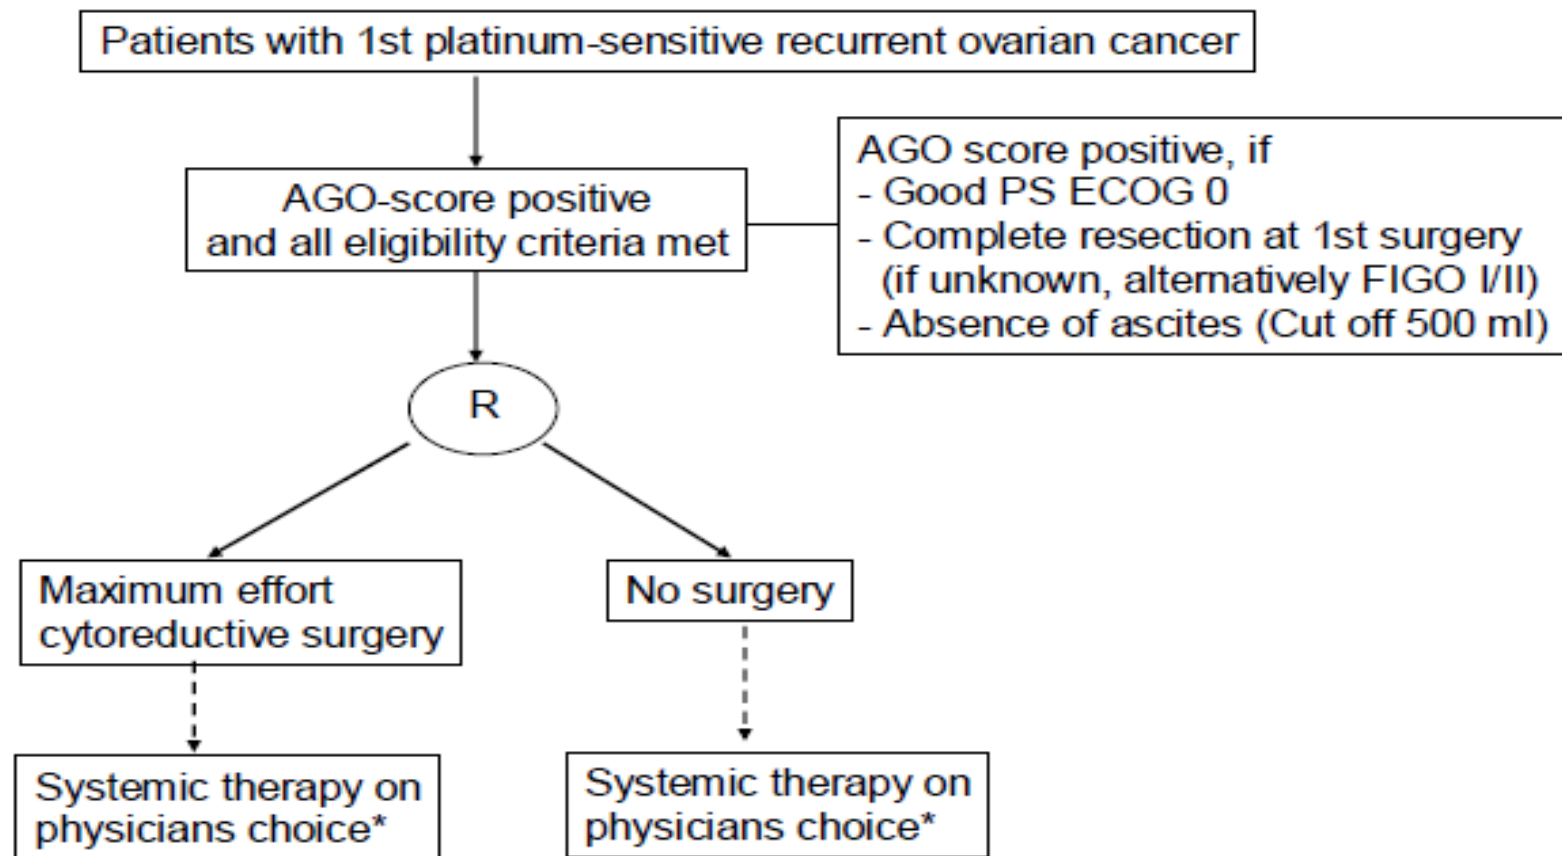 Patients with 1st platinum-sensitive recurrent ovarian cancer
AGO-score positive
and all eligibility criteria met
AGO score positive, if
- Good PS ECOG 0
- Complete resection at 1st surgery
(if unknown, alternatively FIGO I/II)
- Absence of ascites (Cut off 500 ml)
R
Maximum effort
cytoreductive surgery
No surgery
Systemic therapy on
physicians choice*
Systemic therapy on
physicians choice*